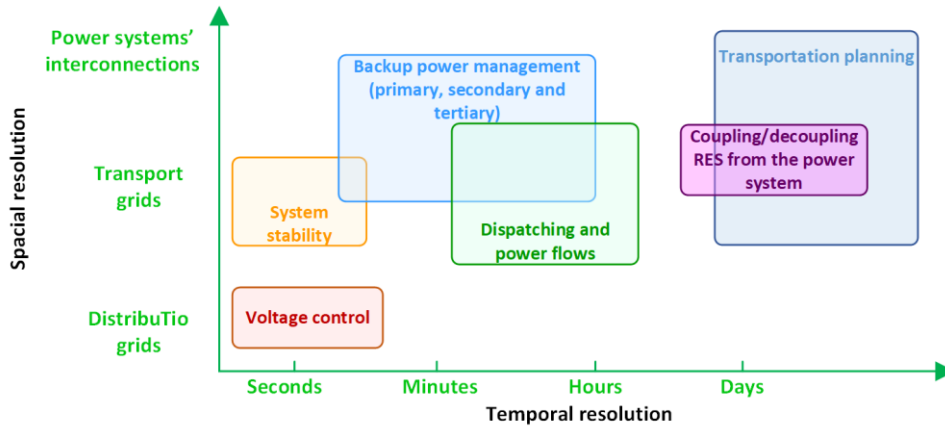 Power systems'
interconnections
Backup power management
(primary, secondary and
tertiary)
Transportation planning
Coupling/decoupling
RES from the power
system
Spacial resolution
Transport
grids
System
stability
Dispatching and
power flows
DistribuTio
grids
Voltage control
Seconds
Minutes
Hours
Days
Temporal resolution